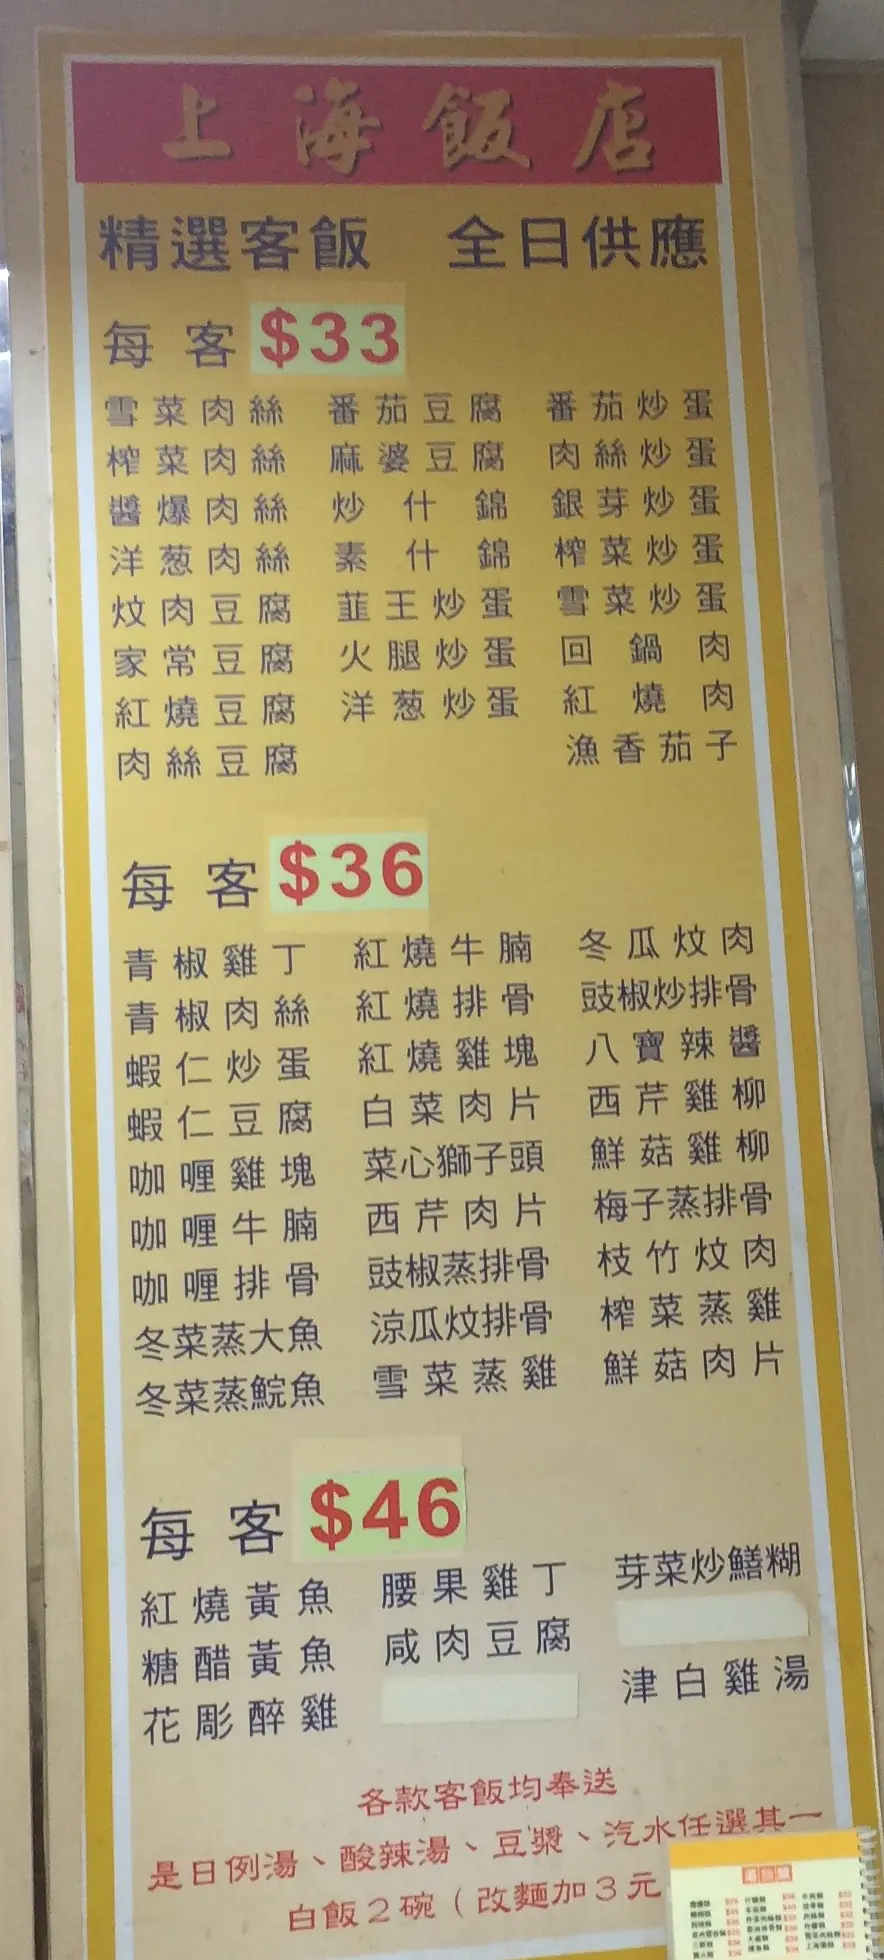 上海飯店
精選客飯 全日供應
每客 $33
雪菜肉絲 番茄豆腐 番茄炒蛋
榨菜肉絲 麻婆豆腐 肉絲炒蛋
醬爆肉絲 炒什錦 銀芽炒蛋
洋葱肉絲 素什錦 榨菜炒蛋
炆肉豆腐 韮王炒蛋 雪菜炒蛋
家常豆腐 火腿炒蛋 回鍋肉
紅燒豆腐 洋葱炒蛋 紅燒肉
肉絲豆腐 漁香茄子
每客 $36
青椒雞丁 紅燒牛腩 冬瓜炆肉
青椒肉絲 紅燒排骨 豉椒炒排骨
蝦仁炒蛋 紅燒雞塊 八寶辣醬
蝦仁豆腐 白菜肉片 西芹雞柳
咖喱雞塊 菜心獅子頭 鮮菇雞柳
咖喱牛腩 西芹肉片 梅子蒸排骨
咖喱排骨 豉椒蒸排骨 枝竹炆肉
冬菜蒸大魚 涼瓜炆排骨 榨菜蒸雞
冬菜蒸鯇魚 雪菜蒸雞 鮮菇肉片
每客 $46
紅燒黃魚 腰果雞丁 芽菜炒鱔糊
糖醋黃魚 咸肉豆腐
花彫醉雞 津白雞湯
各款客飯均奉送
是日例湯、酸辣湯、豆漿、汽水任選其一
白飯2碗(改麵加3元